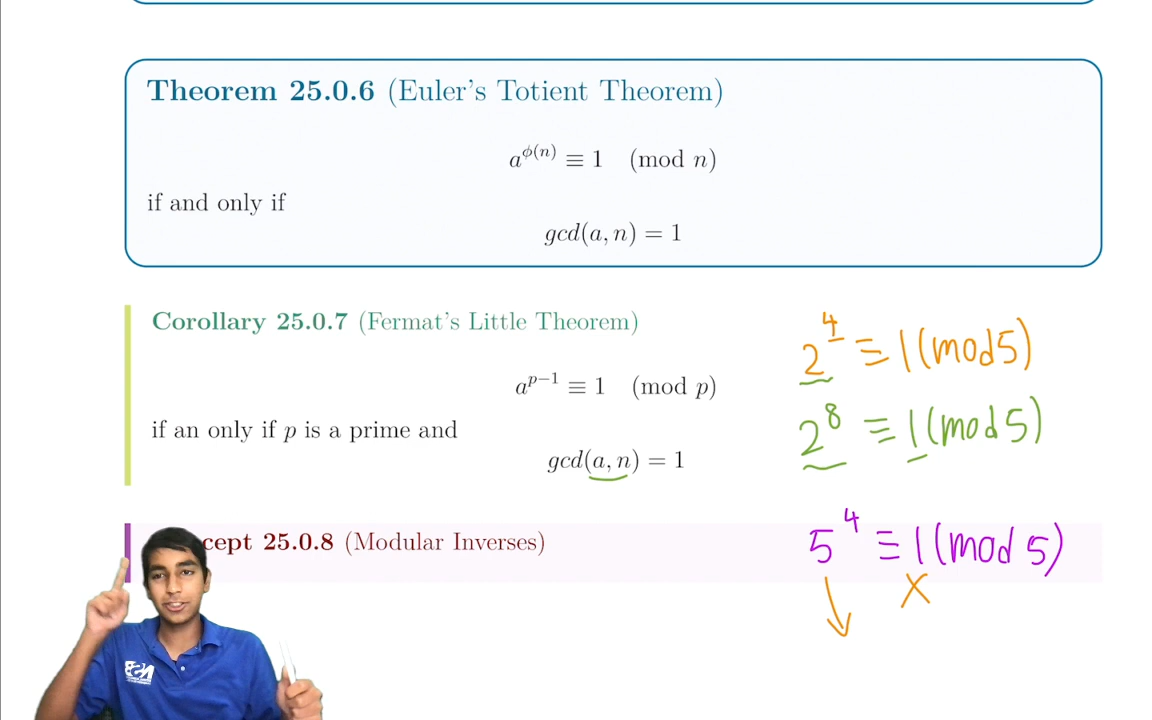 Theorem 25.0.6 (Euler's Totient Theorem)
a^{ϕ(n)} ≡ 1 (mod n)
if and only if
gcd(a, n) = 1
Corollary 25.0.7 (Fermat's Little Theorem)
a^{p−1} ≡ 1 (mod p)
if an only if p is a prime and
gcd(a, n) = 1
2^4 ≡ 1 (mod 5)
2^8 ≡ 1 (mod 5)
cept 25.0.8 (Modular Inverses)
5^4 ≡ 1 (mod 5)
X